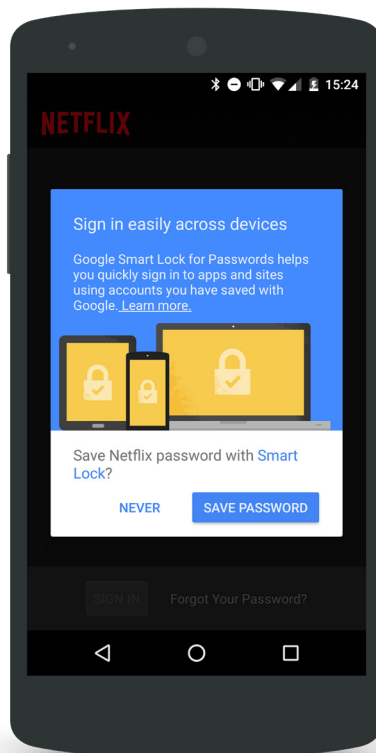 15:24
NETFLIX
Sign in easily across devices
Google Smart Lock for Passwords helps
you quickly sign in to apps and sites
using accounts you have saved with
Google. Learn more.
Save Netflix password with Smart
Lock?
NEVER SAVE PASSWORD
SIGN IN Forgot Your Password?